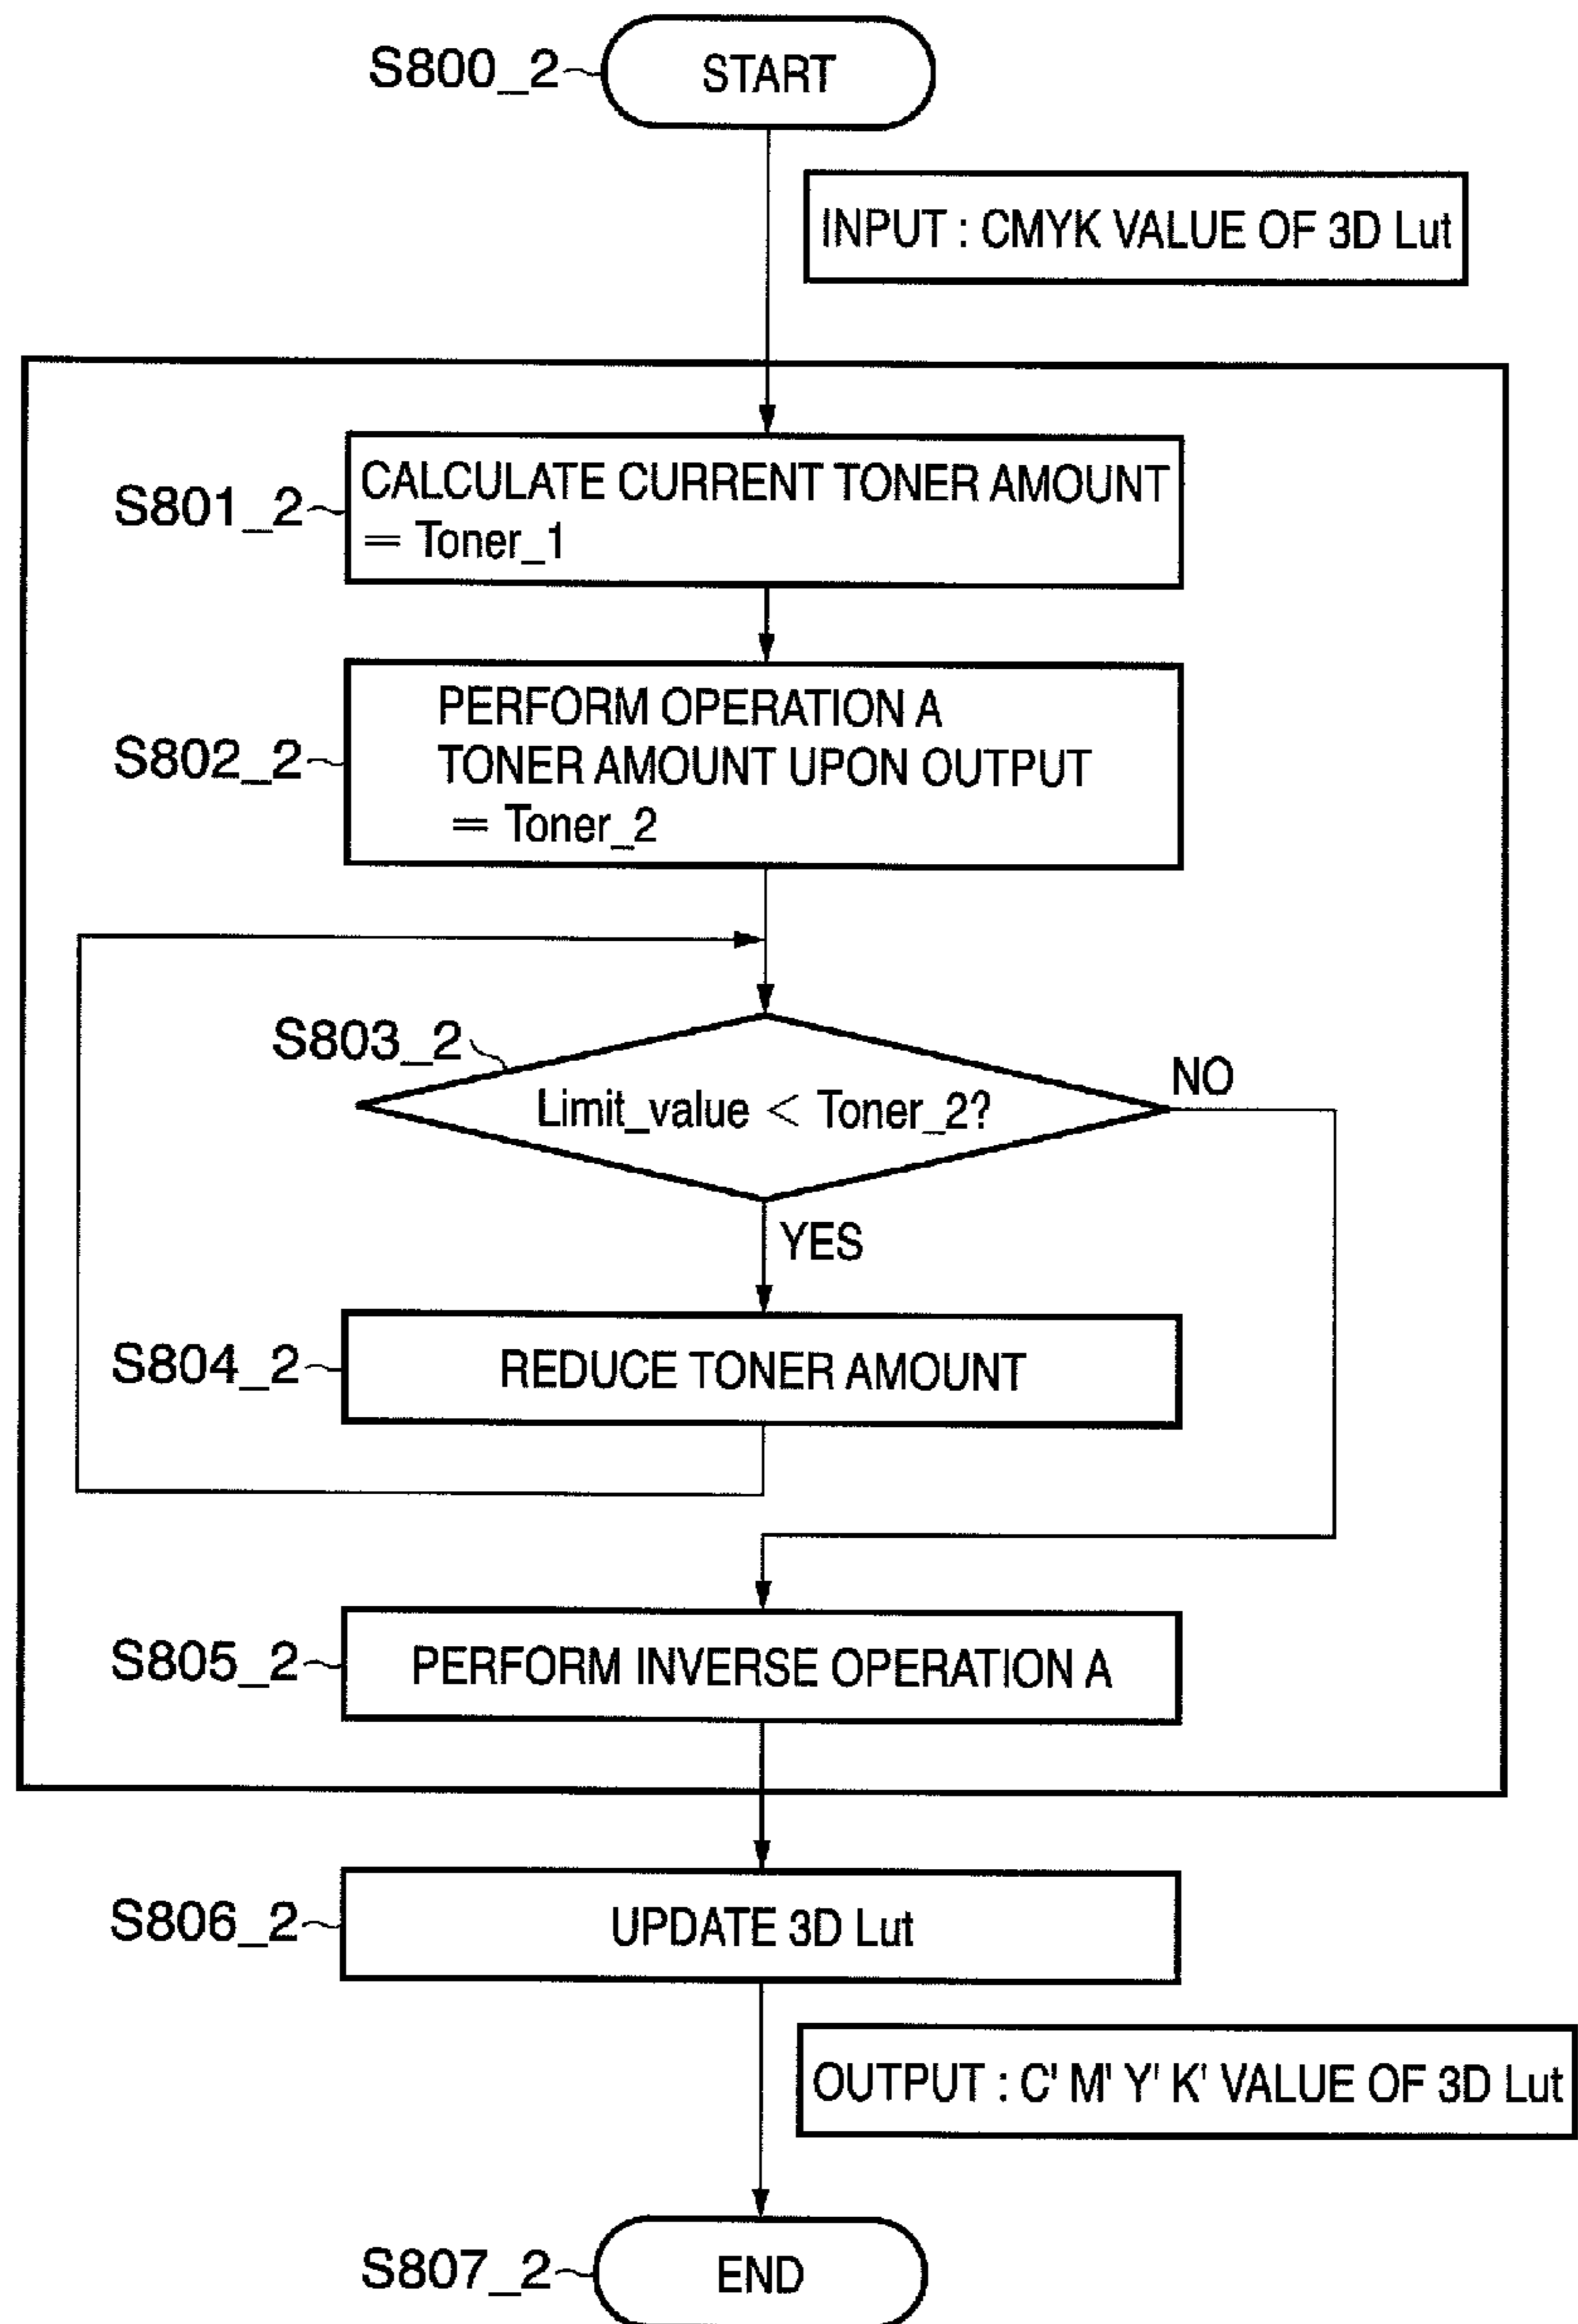 S800_2
START
INPUT : CMYK VALUE OF 3D Lut
S801_2
CALCULATE CURRENT TONER AMOUNT
= Toner_1
S802_2
PERFORM OPERATION A
TONER AMOUNT UPON OUTPUT
= Toner_2
S803_2
Limit_value < Toner_2?
NO
YES
S804_2
REDUCE TONER AMOUNT
S805_2
PERFORM INVERSE OPERATION A
S806_2
UPDATE 3D Lut
OUTPUT : C' M' Y' K' VALUE OF 3D Lut
S807_2
END